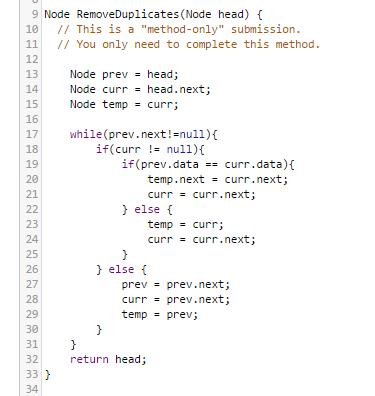 9 Node RemoveDuplicates(Node head) {
10   // This is a "method-only" submission.
11   // You only need to complete this method.
12
13     Node prev = head;
14     Node curr = head.next;
15     Node temp = curr;
16
17     while(prev.next!=null){
18         if(curr != null){
19             if(prev.data == curr.data){
20                 temp.next = curr.next;
21                 curr = curr.next;
22             } else {
23                 temp = curr;
24                 curr = curr.next;
25             }
26         } else {
27             prev = prev.next;
28             curr = prev.next;
29             temp = prev;
30         }
31     }
32     return head;
33 }
34